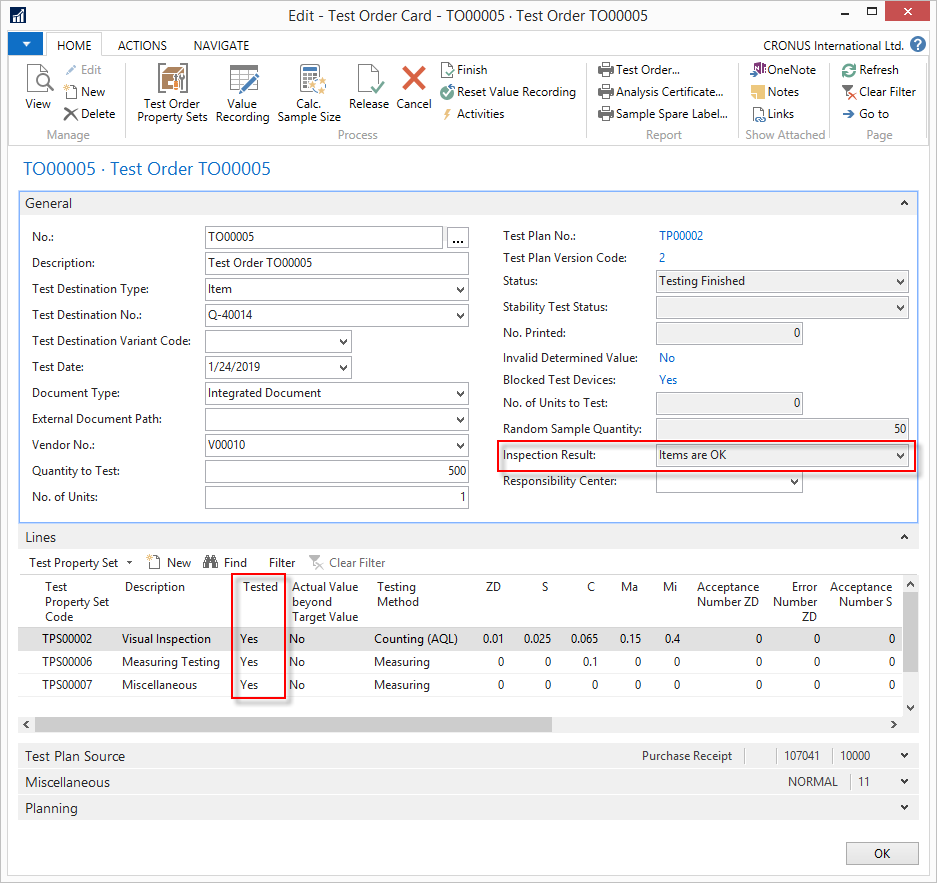 Edit - Test Order Card - TO00005 · Test Order TO00005
HOME ACTIONS NAVIGATE CRONUS International Ltd. ?
View
Edit
New
Delete
Manage
Test Order Property Sets
Value Recording
Calc. Sample Size
Release
Cancel
Finish
Reset Value Recording
Activities
Process
Test Order...
Analysis Certificate...
Sample Spare Label...
Report
OneNote
Notes
Links
Show Attached
Refresh
Clear Filter
Go to
Page
TO00005 · Test Order TO00005
General
No.: TO00005 ...
Description: Test Order TO00005
Test Destination Type: Item
Test Destination No.: Q-40014
Test Destination Variant Code:
Test Date: 1/24/2019
Document Type: Integrated Document
External Document Path:
Vendor No.: V00010
Quantity to Test: 500
No. of Units: 1
Test Plan No.: TP00002
Test Plan Version Code: 2
Status: Testing Finished
Stability Test Status:
No. Printed: 0
Invalid Determined Value: No
Blocked Test Devices: Yes
No. of Units to Test: 0
Random Sample Quantity: 50
Inspection Result: Items are OK
Responsibility Center:
Lines
Test Property Set New Find Filter Clear Filter
Test Property Set Code Description Tested Actual Value beyond Target Value Testing Method ZD S C Ma Mi Acceptance Number ZD Error Number ZD Acceptance Number S
TPS00002 Visual Inspection Yes No Counting (AQL) 0.01 0.025 0.065 0.15 0.4 0 0 0
TPS00006 Measuring Testing Yes No Measuring 0 0 0.1 0 0 0 0 0
TPS00007 Miscellaneous Yes No Measuring 0 0 0 0 0 0 0 0
Test Plan Source Purchase Receipt 107041 10000
Miscellaneous NORMAL 11
Planning
OK